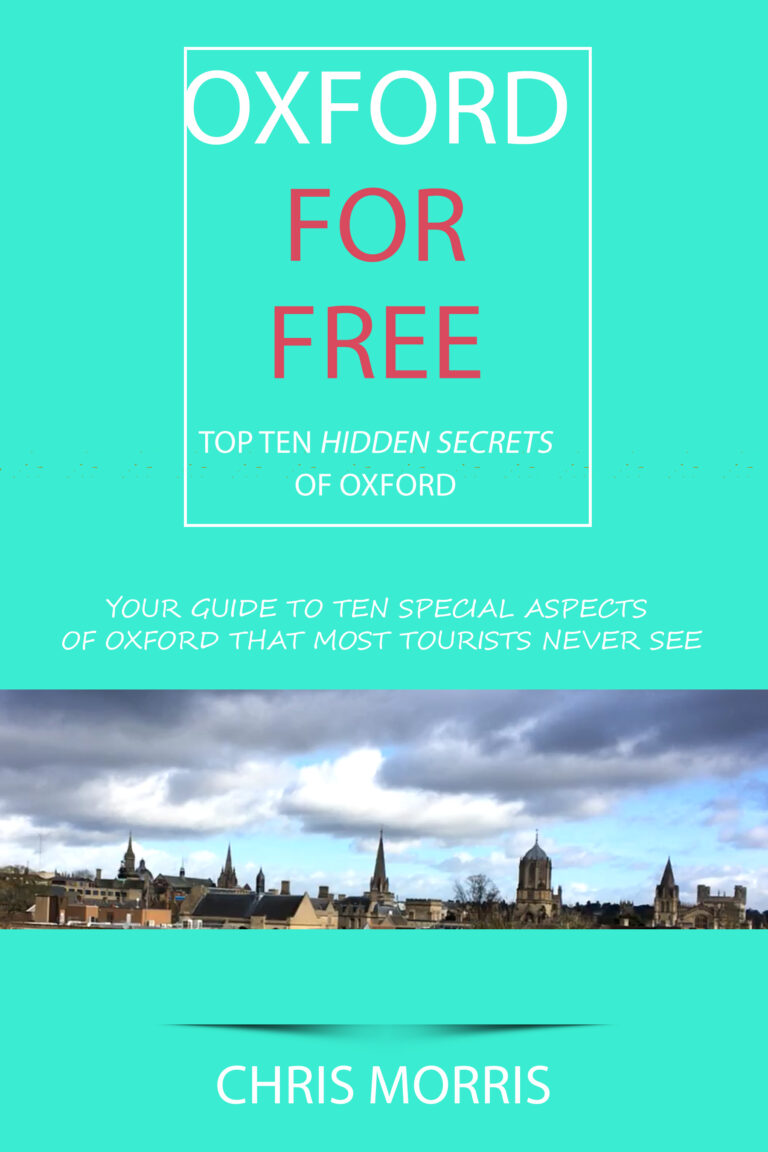 OXFORD
FOR
FREE
TOP TEN HIDDEN SECRETS
OF OXFORD
YOUR GUIDE TO TEN SPECIAL ASPECTS
OF OXFORD THAT MOST TOURISTS NEVER SEE
CHRIS MORRIS